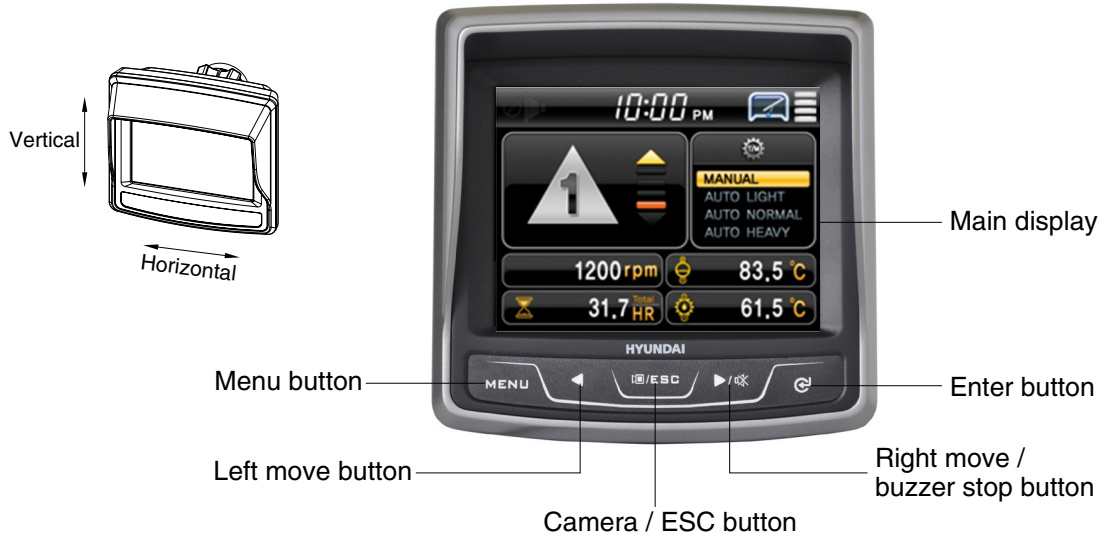 Vertical
Horizontal
10:00 PM
1
T/M
MANUAL
AUTO LIGHT
AUTO NORMAL
AUTO HEAVY
1200 rpm
83.5 °C
31.7 Total HR
61.5 °C
HYUNDAI
MENU
/ESC
/
Main display
Menu button
Enter button
Left move button
Right move /
buzzer stop button
Camera / ESC button